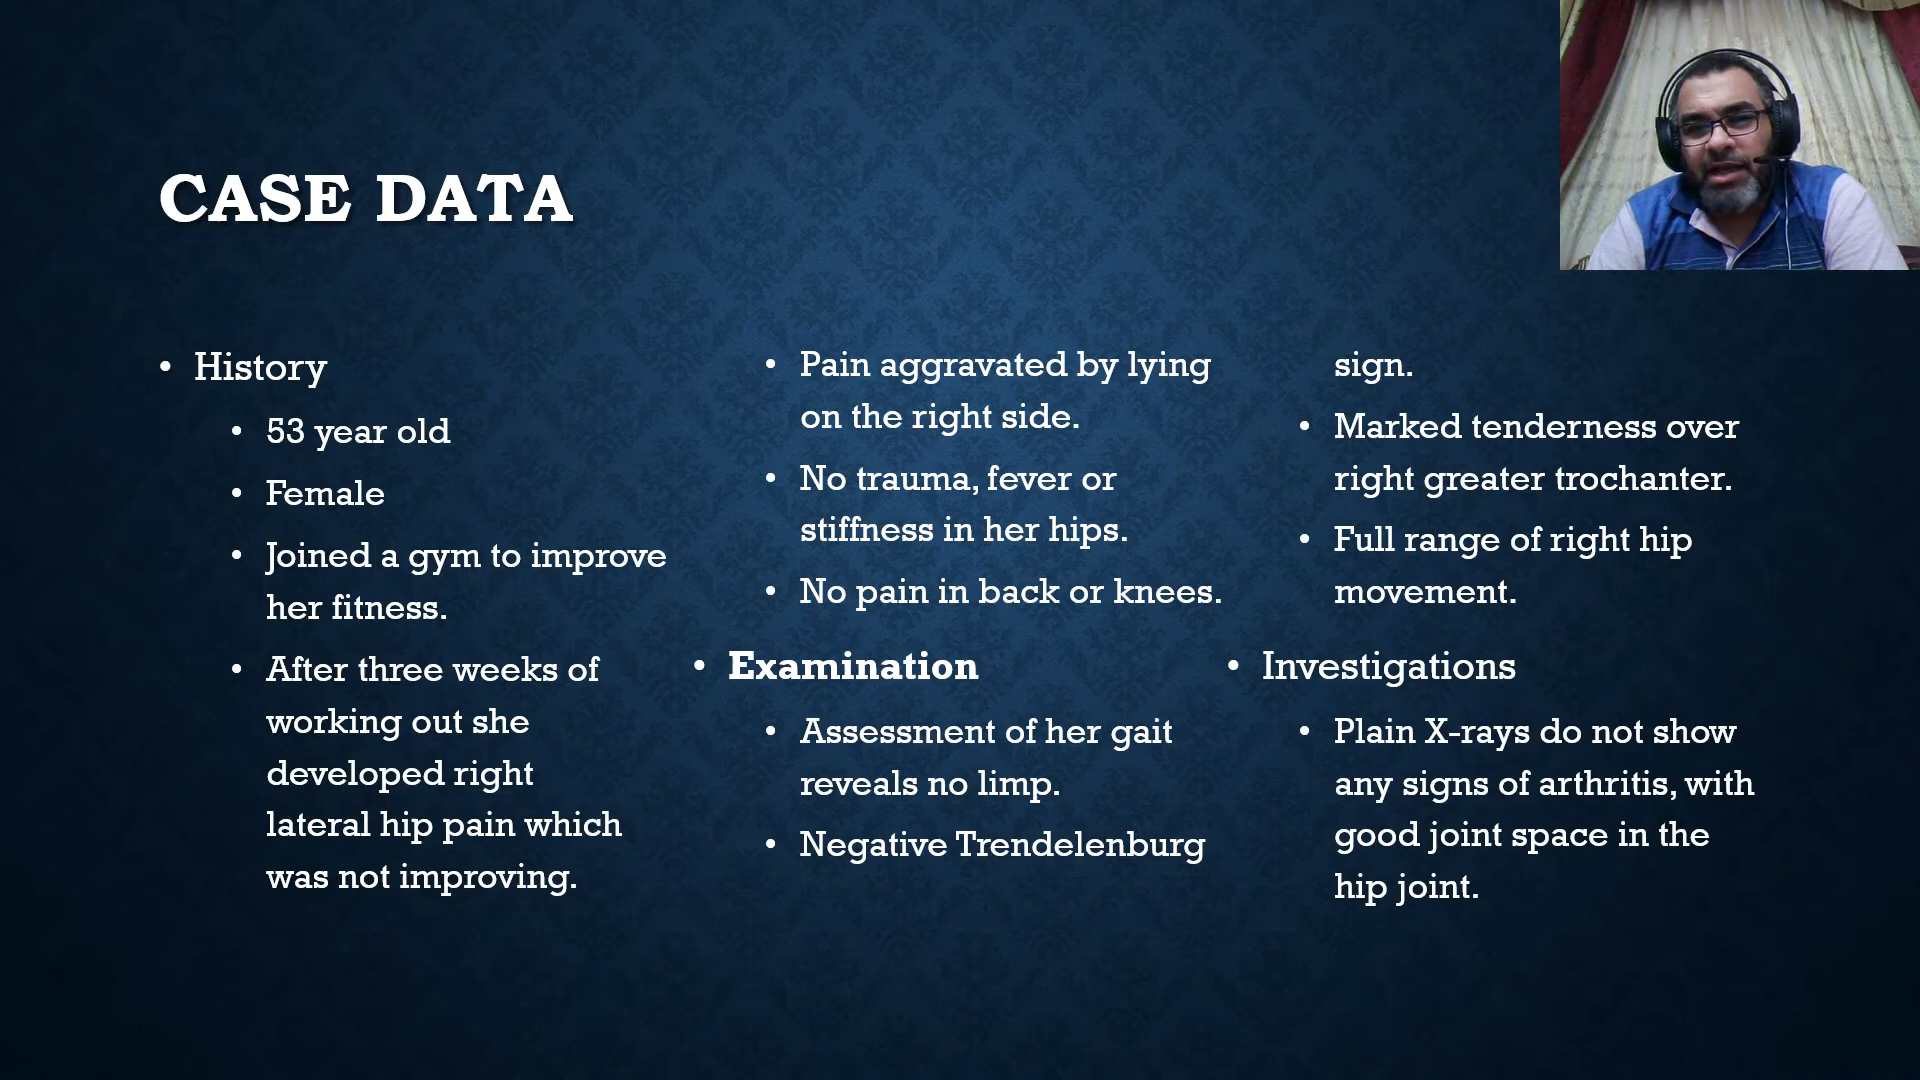 CASE DATA
• History
• 53 year old
• Female
• Joined a gym to improve
her fitness.
• After three weeks of
working out she
developed right
lateral hip pain which
was not improving.
• Pain aggravated by lying
on the right side.
• No trauma, fever or
stiffness in her hips.
• No pain in back or knees.
• Examination
• Assessment of her gait
reveals no limp.
• Negative Trendelenburg
sign.
• Marked tenderness over
right greater trochanter.
• Full range of right hip
movement.
• Investigations
• Plain X-rays do not show
any signs of arthritis, with
good joint space in the
hip joint.